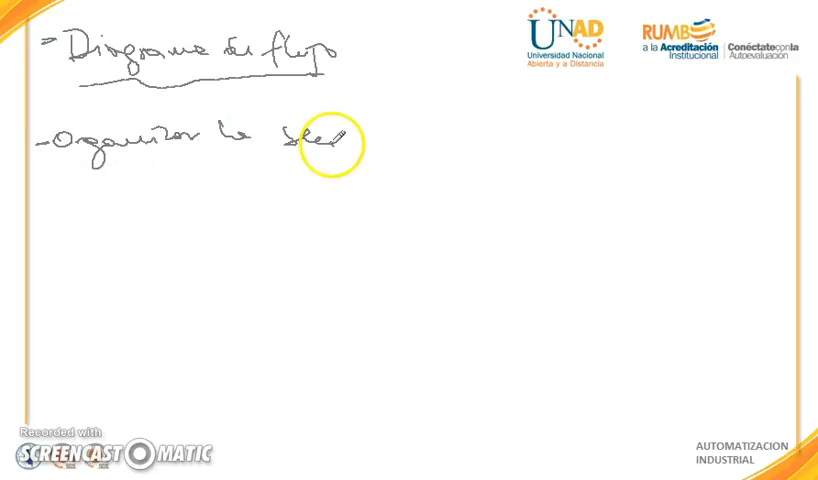 Diagrama de flujo
- Organizar la
UNAD
Universidad Nacional
Abierta y a Distancia
RUMBO
a la Acreditación
Institucional
Conéctate con la
Autoevaluación
Recorded with
SCREENCAST MATIC
AUTOMATIZACION
INDUSTRIAL